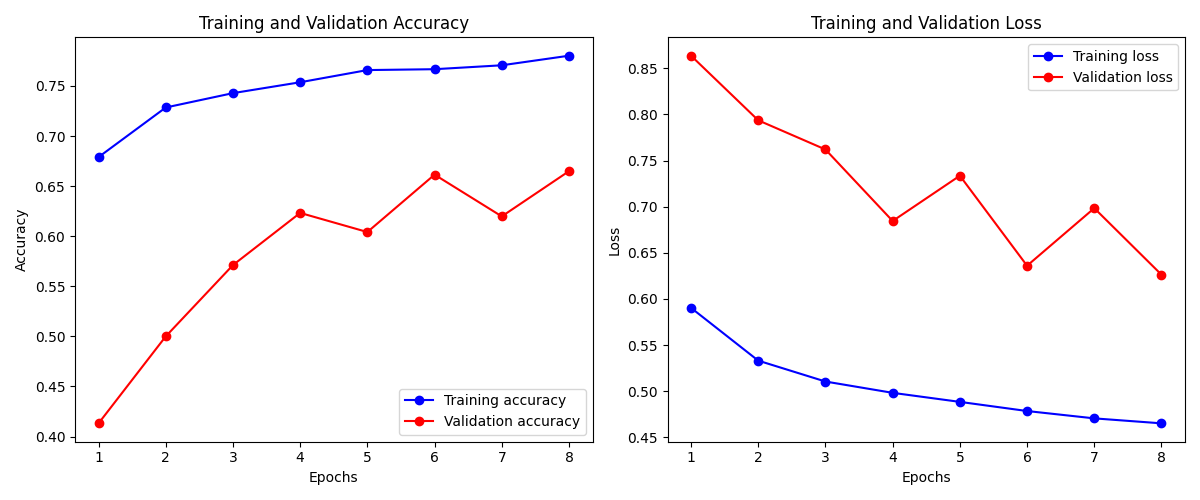 Training and Validation Accuracy
Accuracy
0.75
0.70
0.65
0.60
0.55
0.50
0.45
0.40
1 2 3 4 5 6 7 8
Epochs
Training accuracy
Validation accuracy
Training and Validation Loss
Loss
0.85
0.80
0.75
0.70
0.65
0.60
0.55
0.50
0.45
1 2 3 4 5 6 7 8
Epochs
Training loss
Validation loss